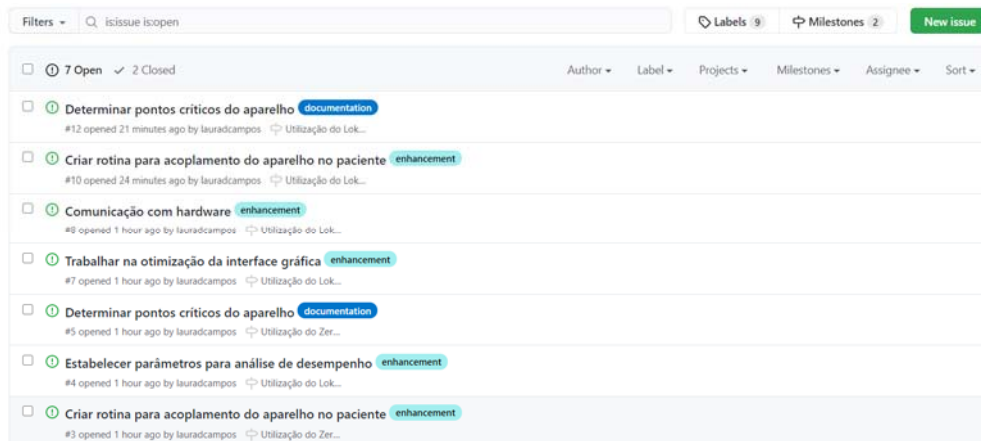 Filters
is:issue is:open
Labels 9
Milestones 2
New issue
7 Open 2 Closed
Author Label Projects Milestones Assignee Sort
Determinar pontos críticos do aparelho documentation
#12 opened 21 minutes ago by lauradcampos Utilização do Lok...
Criar rotina para acoplamento do aparelho no paciente enhancement
#10 opened 24 minutes ago by lauradcampos Utilização do Lok...
Comunicação com hardware enhancement
#8 opened 1 hour ago by lauradcampos Utilização do Lok...
Trabalhar na otimização da interface gráfica enhancement
#7 opened 1 hour ago by lauradcampos Utilização do Lok...
Determinar pontos críticos do aparelho documentation
#5 opened 1 hour ago by lauradcampos Utilização do Zer...
Estabelecer parâmetros para análise de desempenho enhancement
#4 opened 1 hour ago by lauradcampos Utilização do Lok...
Criar rotina para acoplamento do aparelho no paciente enhancement
#3 opened 1 hour ago by lauradcampos Utilização do Zer...